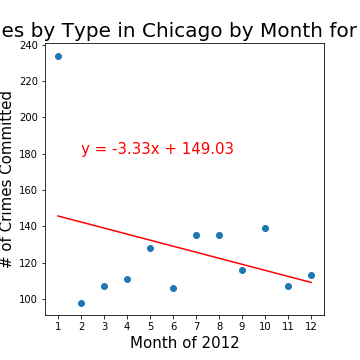 es by Type in Chicago by Month for
# of Crimes Committed
240
220
200
180
160
140
120
100
y = -3.33x + 149.03
1 2 3 4 5 6 7 8 9 10 11 12
Month of 2012